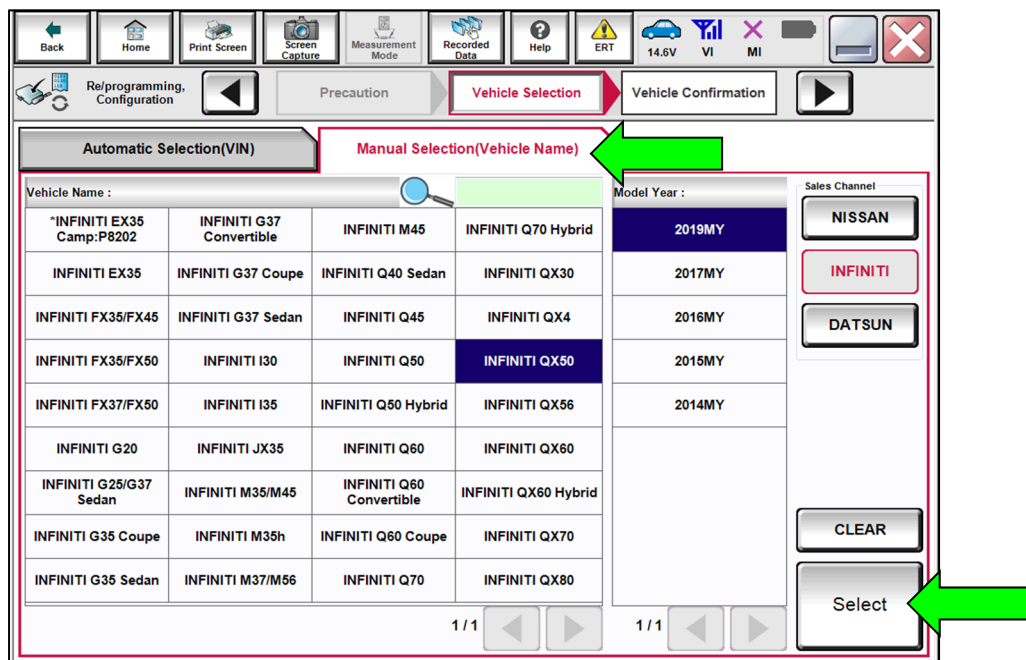 Back
Home
Print Screen
Screen
Capture
Measurement
Mode
Recorded
Data
Help
ERT
14.6V
VI
MI
Re/programming,
Configuration
Precaution
Vehicle Selection
Vehicle Confirmation
Automatic Selection(VIN)
Manual Selection(Vehicle Name)
Vehicle Name :
Model Year :
Sales Channel
*INFINITI EX35
Camp:P8202
INFINITI G37
Convertible
INFINITI M45
INFINITI Q70 Hybrid
2019MY
NISSAN
INFINITI EX35
INFINITI G37 Coupe
INFINITI Q40 Sedan
INFINITI QX30
2017MY
INFINITI
INFINITI FX35/FX45
INFINITI G37 Sedan
INFINITI Q45
INFINITI QX4
2016MY
DATSUN
INFINITI FX35/FX50
INFINITI I30
INFINITI Q50
INFINITI QX50
2015MY
INFINITI FX37/FX50
INFINITI I35
INFINITI Q50 Hybrid
INFINITI QX56
2014MY
INFINITI G20
INFINITI JX35
INFINITI Q60
INFINITI QX60
INFINITI G25/G37
Sedan
INFINITI M35/M45
INFINITI Q60
Convertible
INFINITI QX60 Hybrid
INFINITI G35 Coupe
INFINITI M35h
INFINITI Q60 Coupe
INFINITI QX70
CLEAR
INFINITI G35 Sedan
INFINITI M37/M56
INFINITI Q70
INFINITI QX80
Select
1/1
1/1